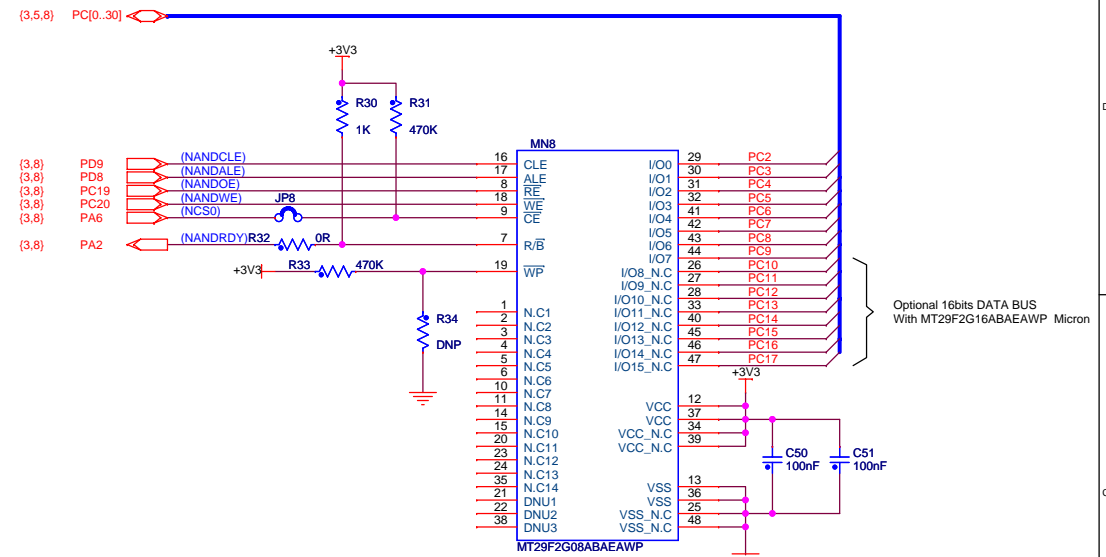 {3,5,8} PC[0..30]
+3V3
R30 R31
1K 470K
MN8
{3,8} PD9 (NANDCLE) 16 CLE I/O0 29 PC2
{3,8} PD8 (NANDALE) 17 ALE I/O1 30 PC3
{3,8} PC19 (NANDOE) 8 RE I/O2 31 PC4
{3,8} PC20 (NANDWE) JP8 18 WE I/O3 32 PC5
{3,8} PA6 (NCS0) 9 CE I/O4 41 PC6
I/O5 42 PC7
{3,8} PA2 (NANDRDY) R32 0R 7 R/B I/O6 43 PC8
I/O7 44 PC9
+3V3 R33 470K 19 WP I/O8_N.C 26 PC10
I/O9_N.C 27 PC11
I/O10_N.C 28 PC12
1 N.C1 I/O11_N.C 33 PC13
Optional 16bits DATA BUS
R34 2 N.C2 I/O12_N.C 40 PC14
With MT29F2G16ABAEAWP Micron
3 N.C3 I/O13_N.C 45 PC15
DNP 4 N.C4 I/O14_N.C 46 PC16
5 N.C5 I/O15_N.C 47 PC17
6 N.C6
+3V3
10 N.C7
11 N.C8 VCC 12
14 N.C9 VCC 37
15 N.C10 VCC_N.C 34
20 N.C11 VCC_N.C 39
23 N.C12
C50 C51
100nF 100nF
24 N.C13
35 N.C14 VSS 13
21 DNU1 VSS 36
22 DNU2 VSS_N.C 25
38 DNU3 VSS_N.C 48
MT29F2G08ABAEAWP